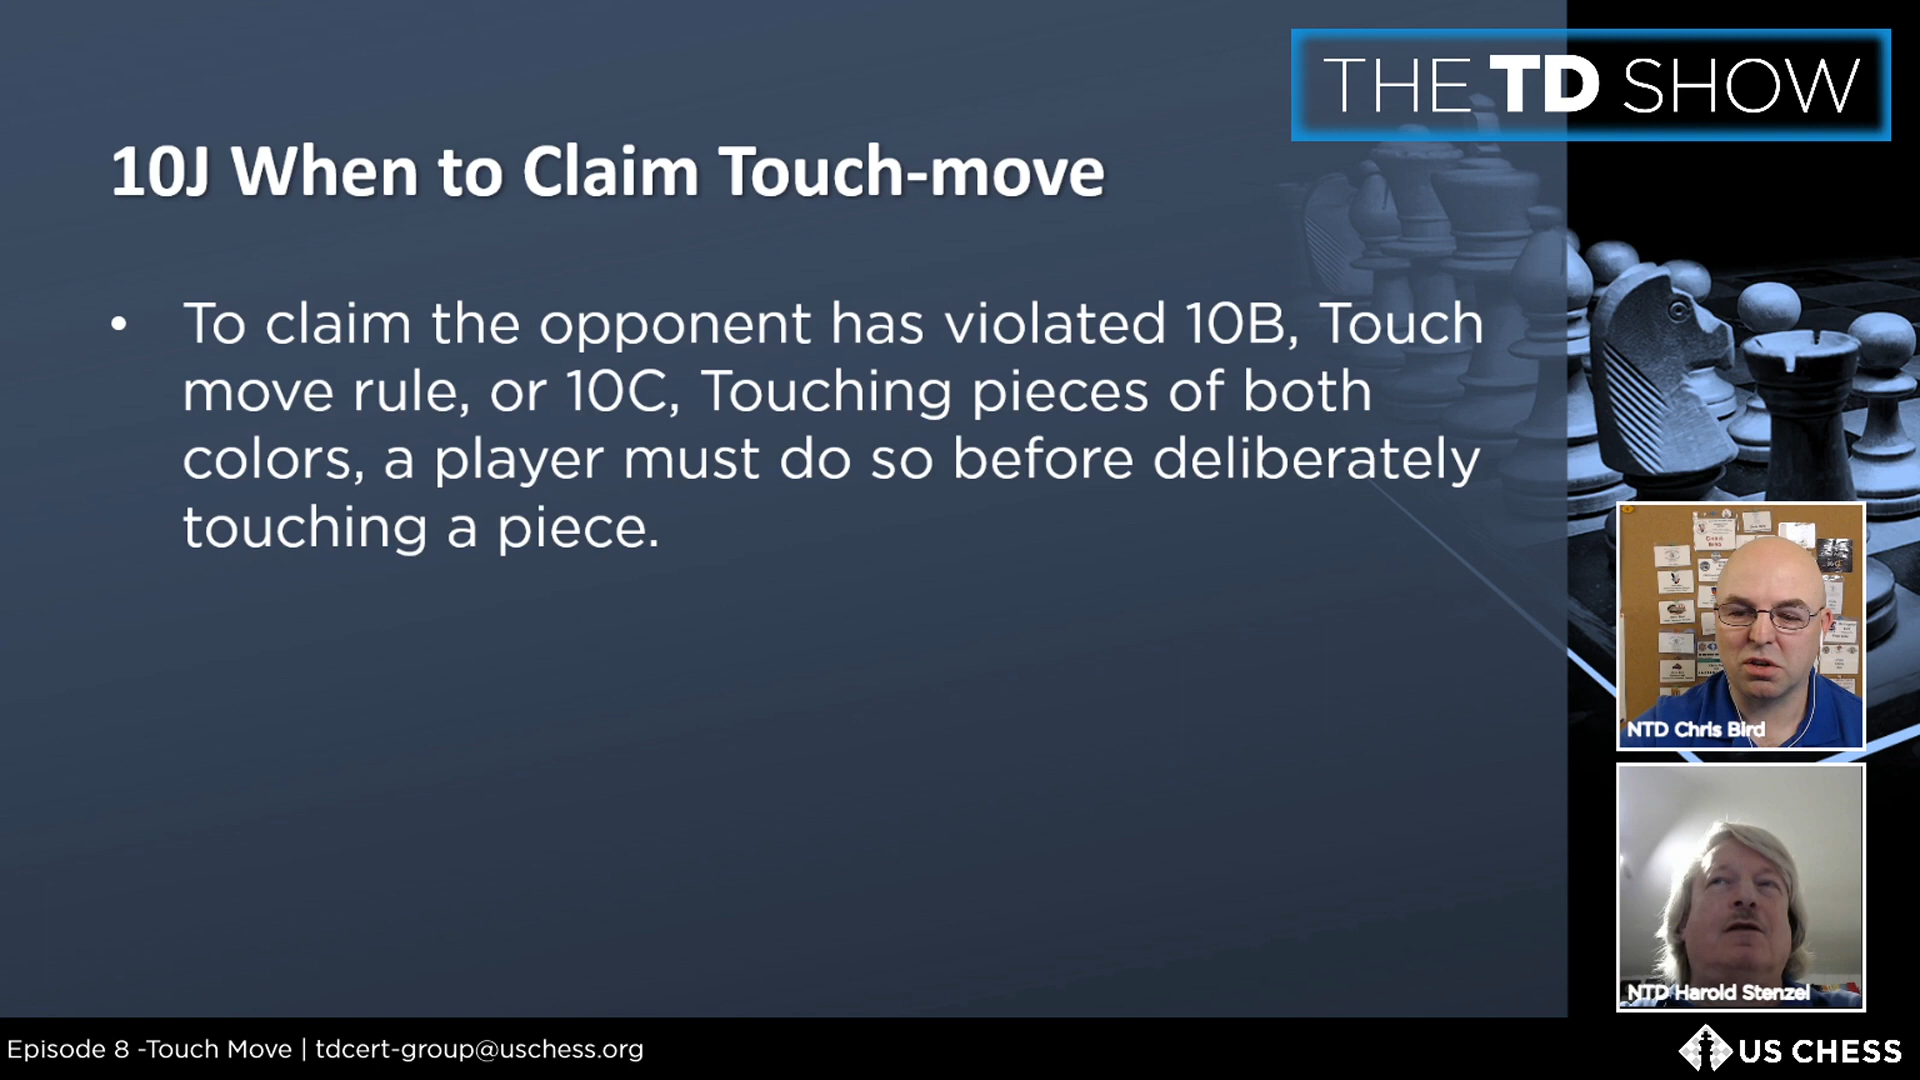 THE TD SHOW
10J When to Claim Touch-move
• To claim the opponent has violated 10B, Touch
move rule, or 10C, Touching pieces of both
colors, a player must do so before deliberately
touching a piece.
NTD Chris Bird
NTD Harold Stenzel
Episode 8 -Touch Move | tdcert-group@uschess.org
US CHESS